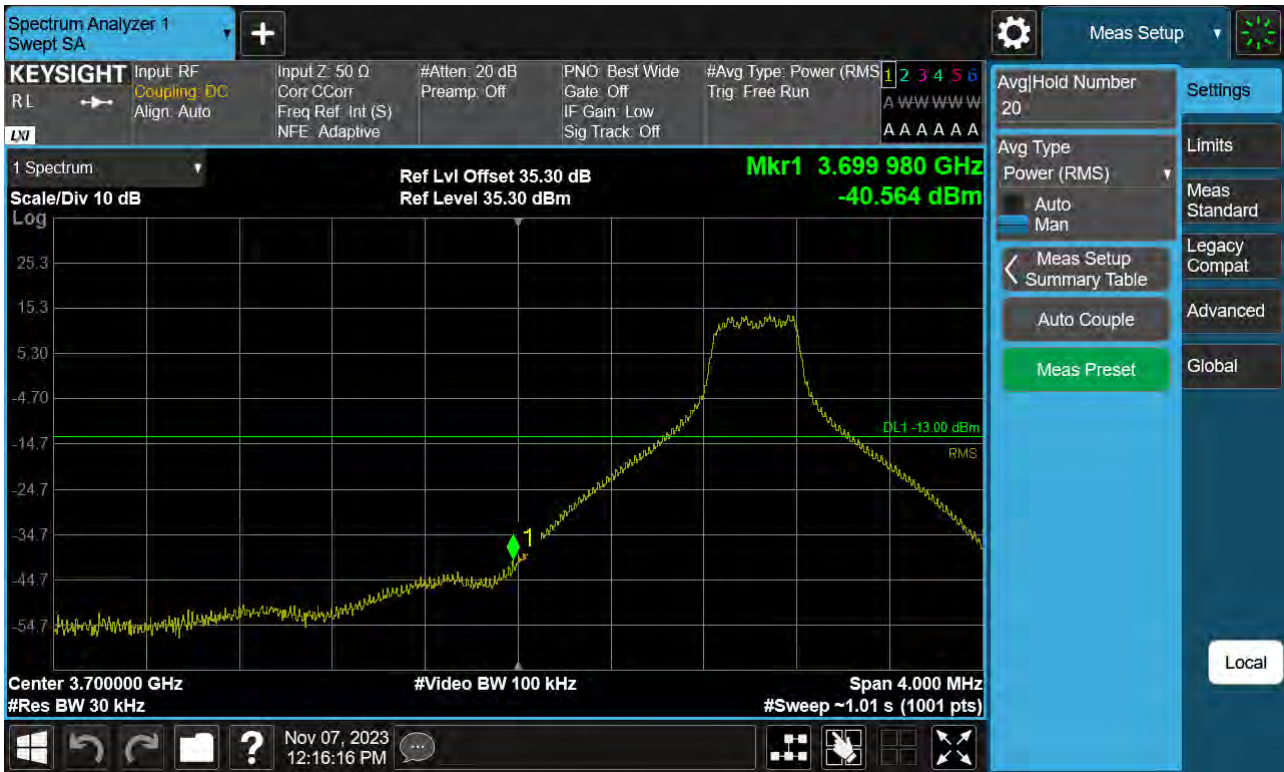 Spectrum Analyzer 1
Swept SA
+
Meas Setup
KEYSIGHT
RL
LXI
Input: RF
Coupling: DC
Align: Auto
Input Z: 50 Ω
Corr CCorr
Freq Ref: Int (S)
NFE: Adaptive
#Atten: 20 dB
Preamp: Off
PNO: Best Wide
Gate: Off
IF Gain: Low
Sig Track: Off
#Avg Type: Power (RMS
Trig: Free Run
1 2 3 4 5 6
A W W W W W
A A A A A A
1 Spectrum
Scale/Div 10 dB
Log
Ref Lvl Offset 35.30 dB
Ref Level 35.30 dBm
Mkr1 3.699 980 GHz
-40.564 dBm
25.3
15.3
5.30
-4.70
-14.7
-24.7
-34.7
-44.7
-54.7
DL1 -13.00 dBm
RMS
1
Center 3.700000 GHz
#Res BW 30 kHz
#Video BW 100 kHz
Span 4.000 MHz
#Sweep ~1.01 s (1001 pts)
Avg|Hold Number
20
Avg Type
Power (RMS)
Auto
Man
Meas Setup
Summary Table
Auto Couple
Meas Preset
Settings
Limits
Meas
Standard
Legacy
Compat
Advanced
Global
Local
?
Nov 07, 2023
12:16:16 PM